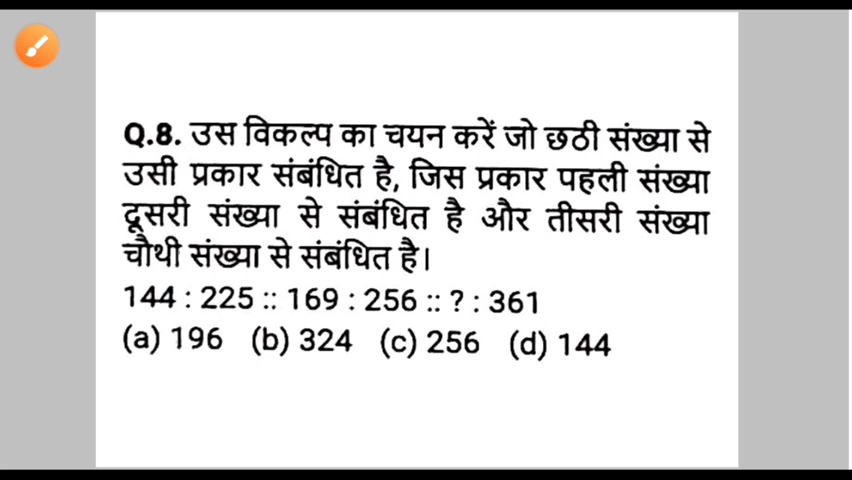 Q.8. उस विकल्प का चयन करें जो छठी संख्या से
उसी प्रकार संबंधित है, जिस प्रकार पहली संख्या
दूसरी संख्या से संबंधित है और तीसरी संख्या
चौथी संख्या से संबंधित है।
144 : 225 :: 169 : 256 :: ? : 361
(a) 196 (b) 324 (c) 256 (d) 144